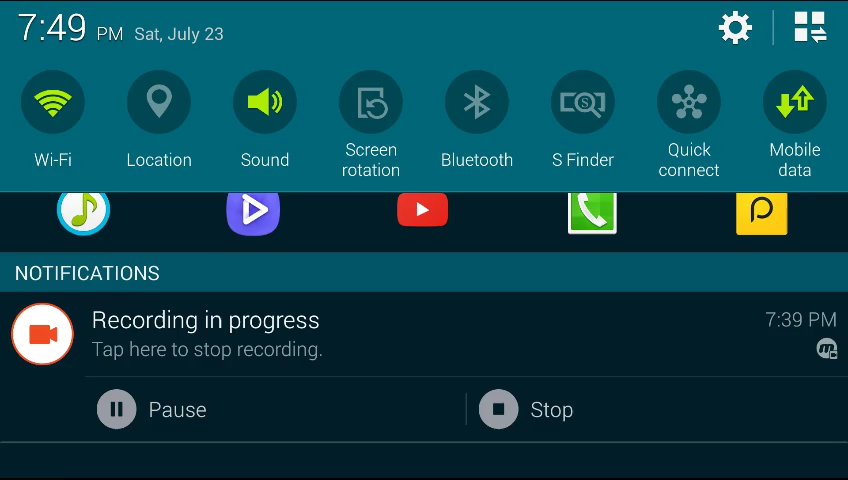 7:49 PM Sat, July 23
Wi-Fi
Location
Sound
Screen
rotation
Bluetooth
S Finder
Quick
connect
Mobile
data
NOTIFICATIONS
Recording in progress
7:39 PM
Tap here to stop recording.
Pause
Stop